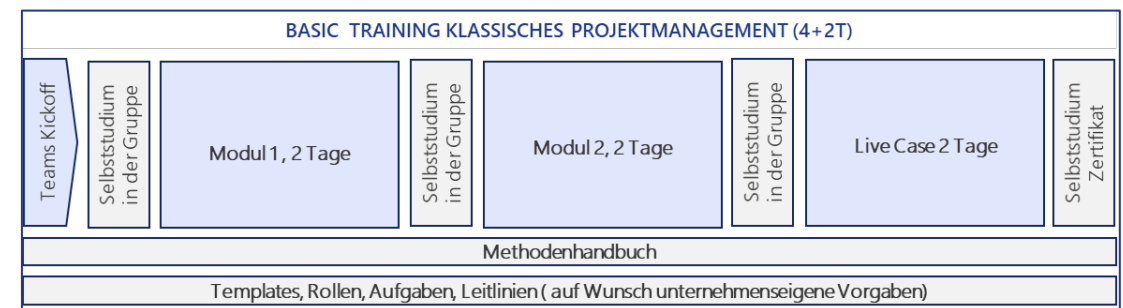 BASIC TRAINING KLASSISCHES PROJEKTMANAGEMENT (4+2T)
Teams Kickoff
Selbststudium
in der Gruppe
Modul 1, 2 Tage
Selbststudium
in der Gruppe
Modul 2, 2 Tage
Selbststudium
in der Gruppe
Live Case 2 Tage
Selbststudium
Zertifikat
Methodenhandbuch
Templates, Rollen, Aufgaben, Leitlinien ( auf Wunsch unternehmenseigene Vorgaben)